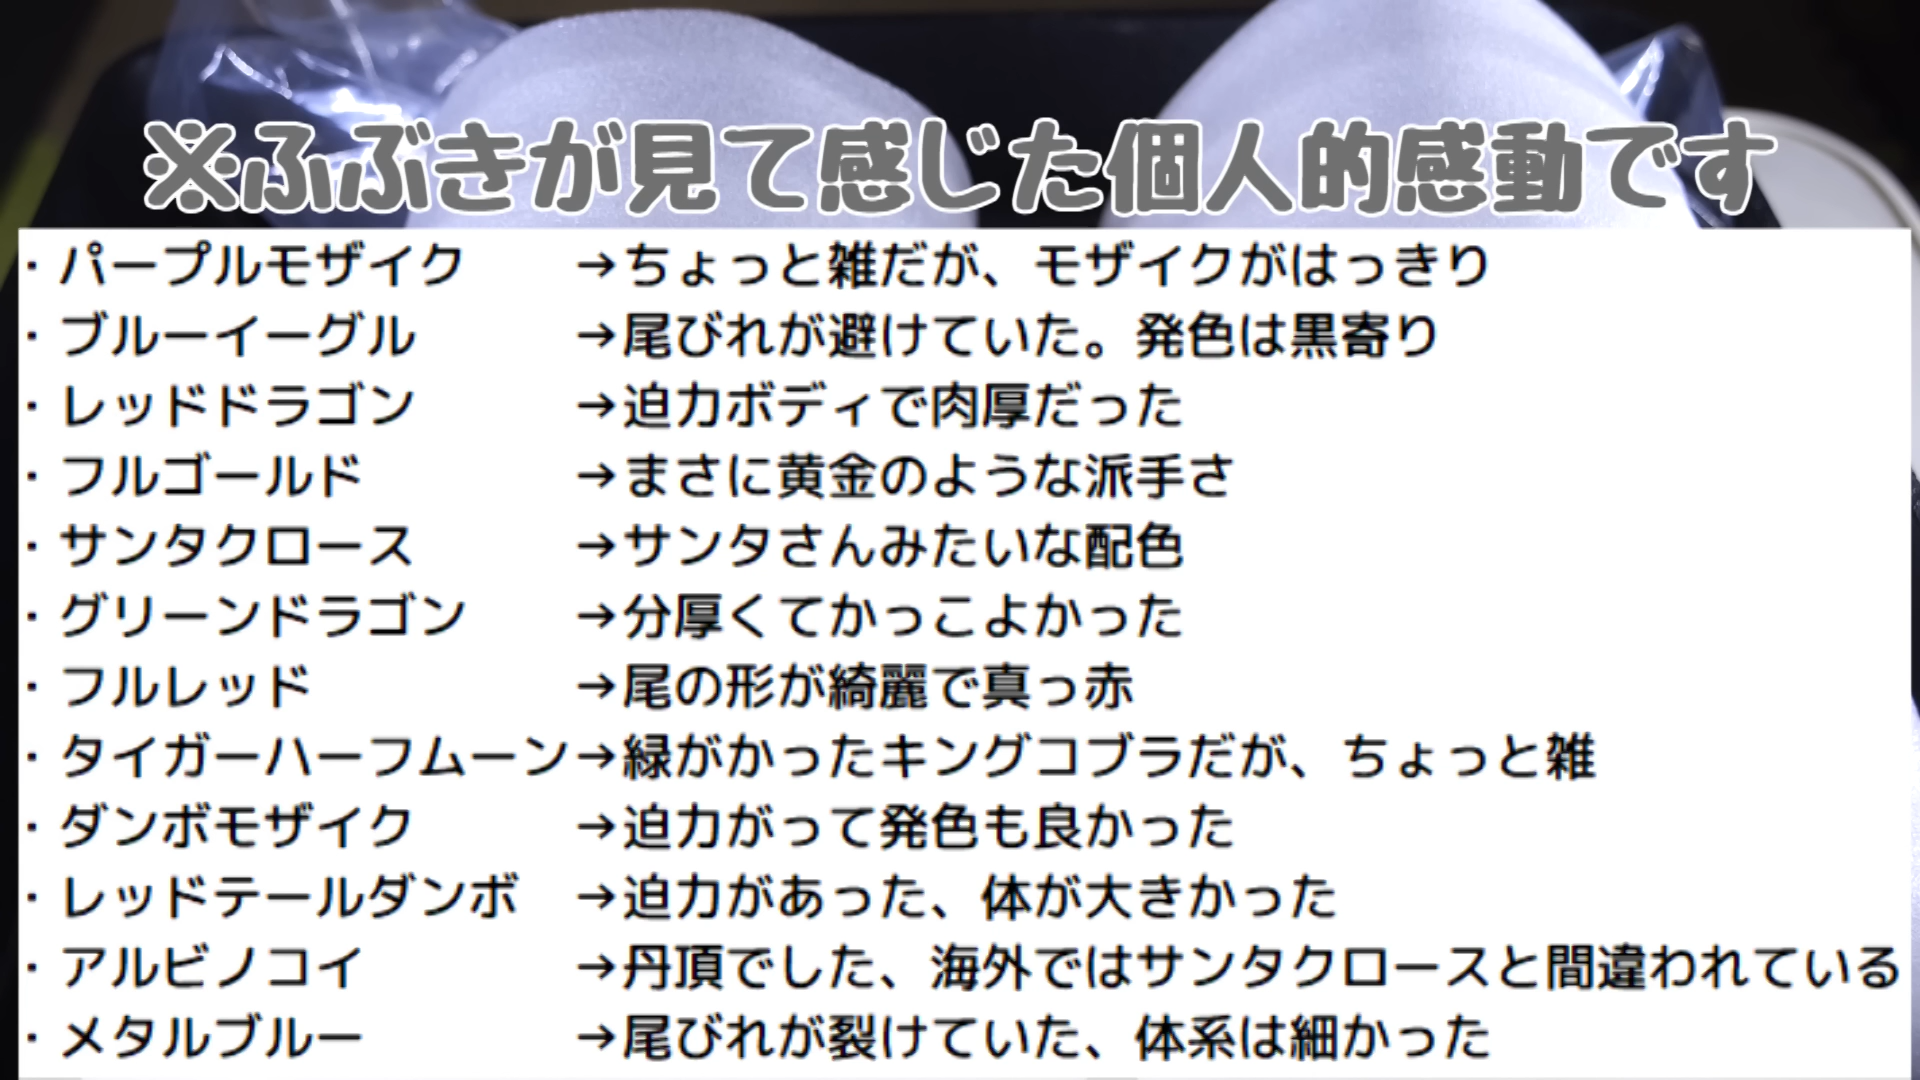 ※ふぶきが見て感じた個人的感動です
・パープルモザイク →ちょっと雑だが、モザイクがはっきり
・ブルーイーグル →尾びれが避けていた。発色は黒寄り
・レッドドラゴン →迫力ボディで肉厚だった
・フルゴールド →まさに黄金のような派手さ
・サンタクロース →サンタさんみたいな配色
・グリーンドラゴン →分厚くてかっこよかった
・フルレッド →尾の形が綺麗で真っ赤
・タイガーハーフムーン→緑がかったキングコブラだが、ちょっと雑
・ダンボモザイク →迫力がって発色も良かった
・レッドテールダンボ →迫力があった、体が大きかった
・アルビノコイ →丹頂でした、海外ではサンタクロースと間違われている
・メタルブルー →尾びれが裂けていた、体系は細かった